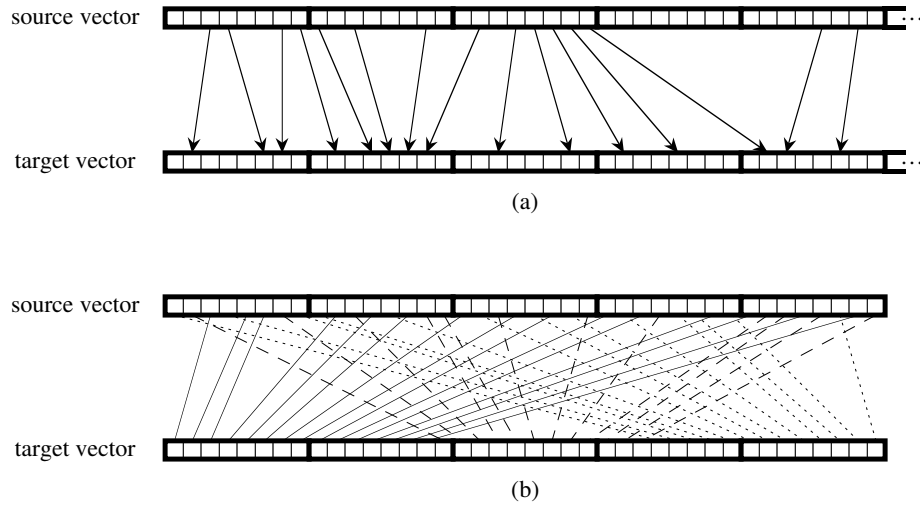 source vector
...
target vector
...
(a)
source vector
target vector
(b)